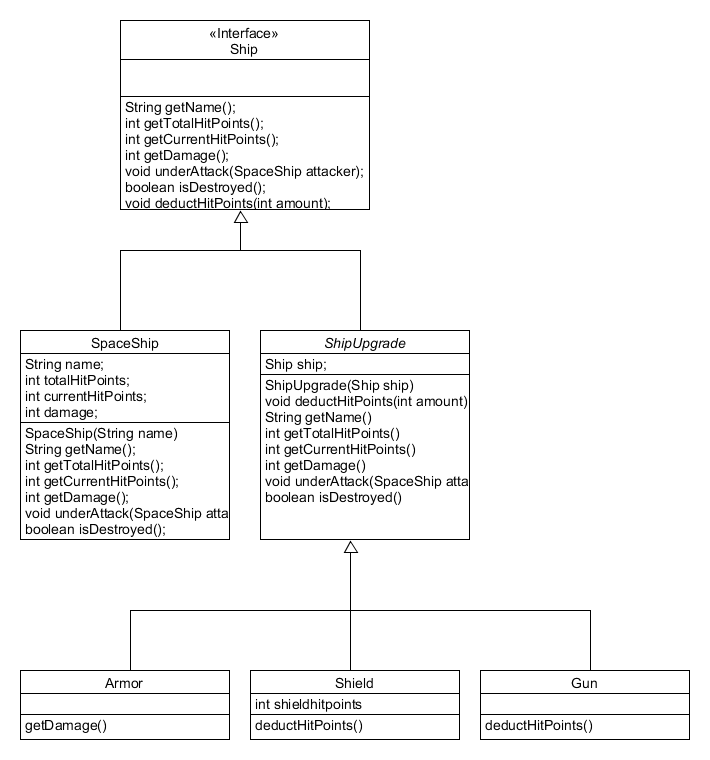 «Interface»
Ship
String getName();
int getTotalHitPoints();
int getCurrentHitPoints();
int getDamage();
void underAttack(SpaceShip attacker);
boolean isDestroyed();
void deductHitPoints(int amount);
SpaceShip
String name;
int totalHitPoints;
int currentHitPoints;
int damage;
SpaceShip(String name)
String getName();
int getTotalHitPoints();
int getCurrentHitPoints();
int getDamage();
void underAttack(SpaceShip atta
boolean isDestroyed();
ShipUpgrade
Ship ship;
ShipUpgrade(Ship ship)
void deductHitPoints(int amount)
String getName()
int getTotalHitPoints()
int getCurrentHitPoints()
int getDamage()
void underAttack(SpaceShip atta
boolean isDestroyed()
Armor
getDamage()
Shield
int shieldhitpoints
deductHitPoints()
Gun
deductHitPoints()